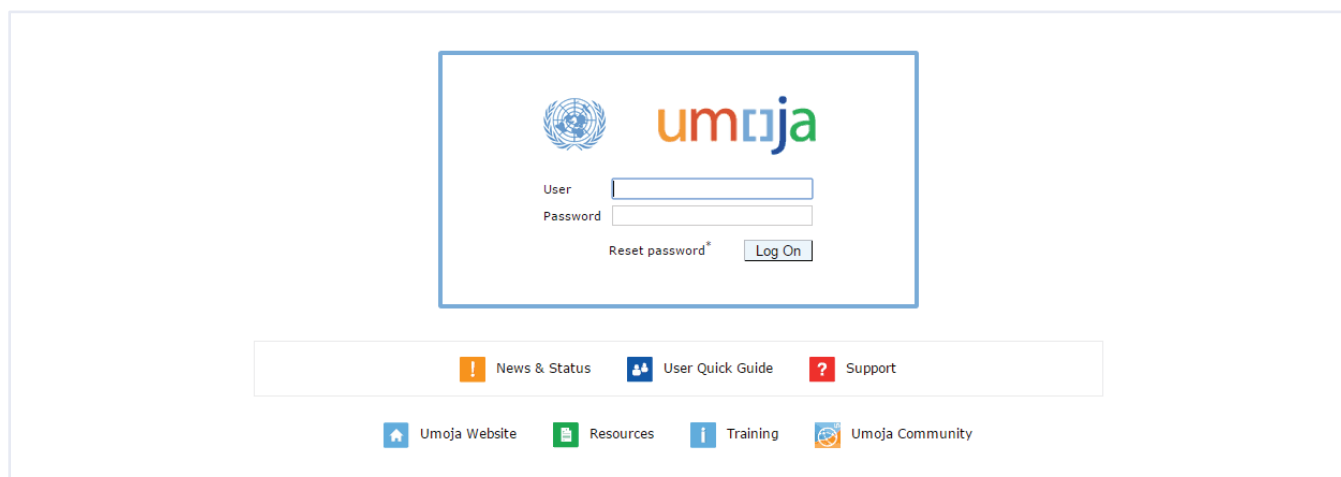 umoja
User
Password
Reset password* Log On
! News & Status User Quick Guide ? Support
Umoja Website Resources i Training Umoja Community